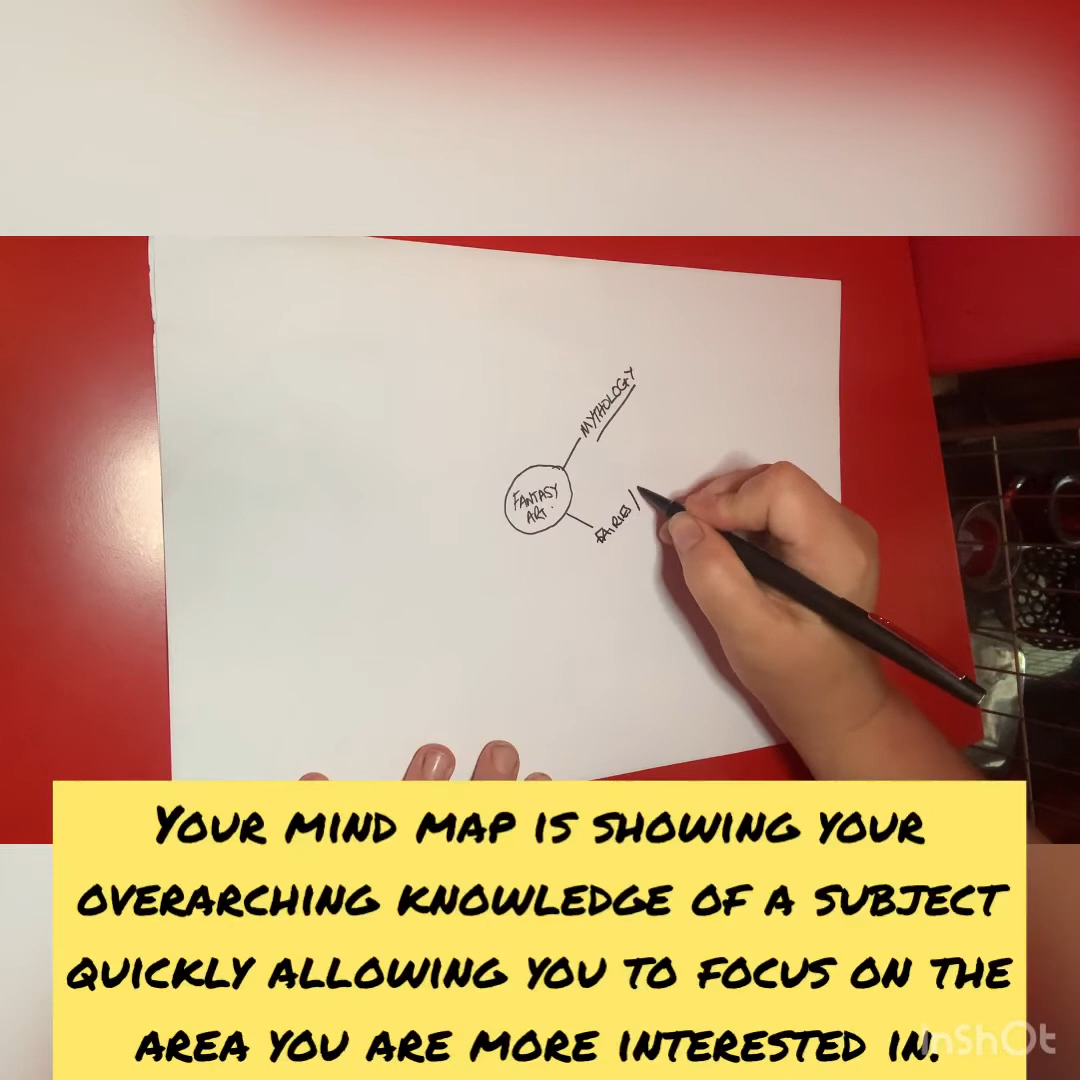 MYTHOLOGY
FANTASY
ART.
FAIRIES /
YOUR MIND MAP IS SHOWING YOUR
OVERARCHING KNOWLEDGE OF A SUBJECT
QUICKLY ALLOWING YOU TO FOCUS ON THE
AREA YOU ARE MORE INTERESTED IN.
InShOt